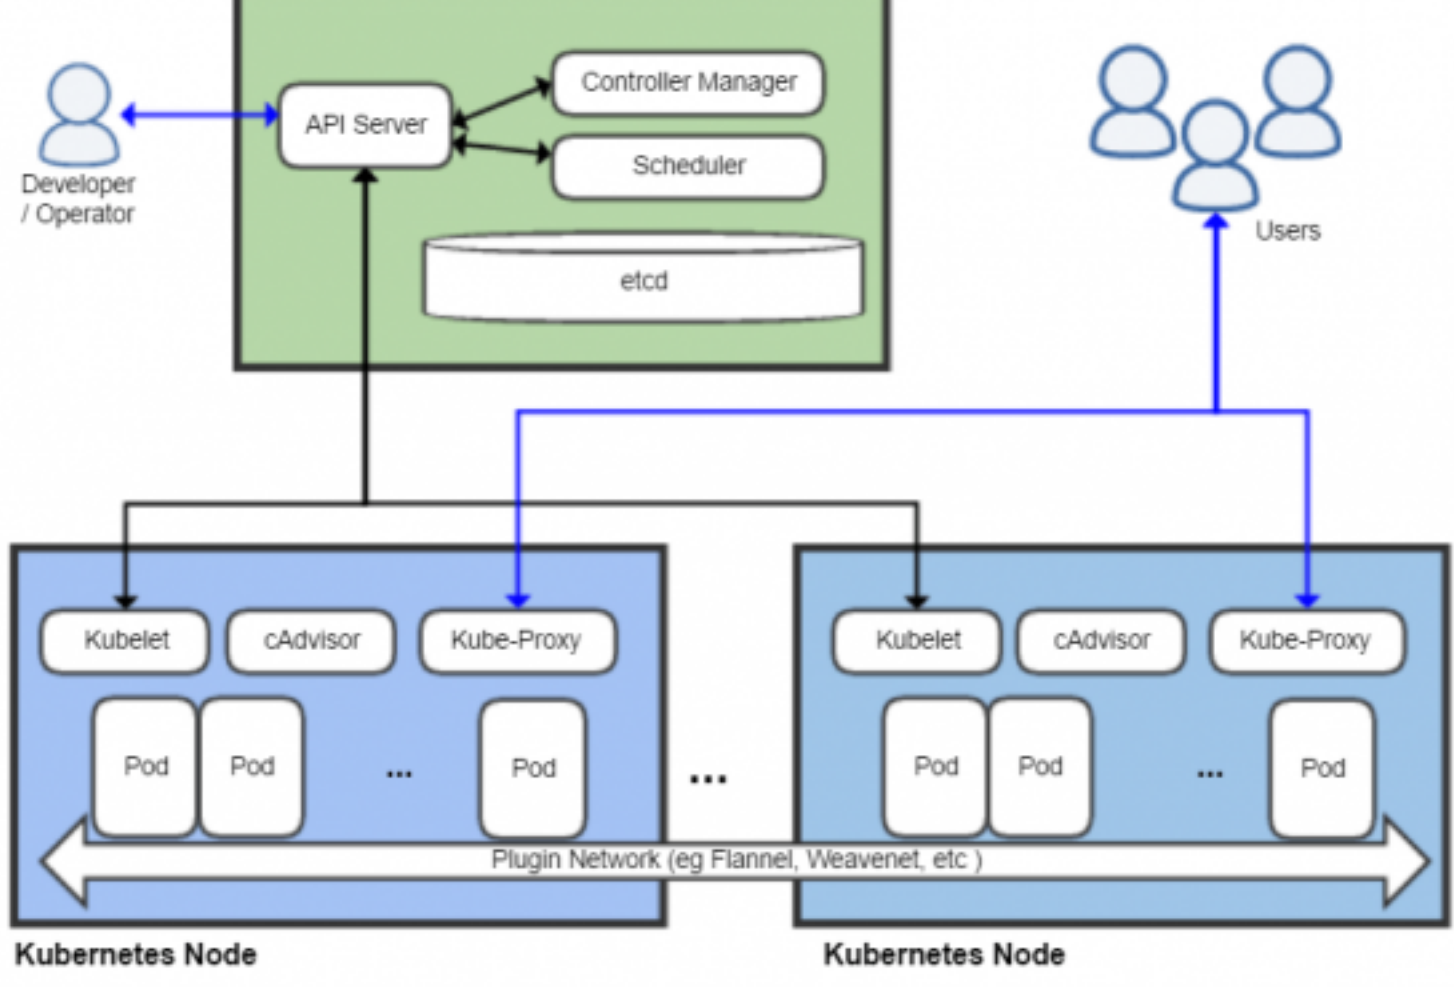 Controller Manager
API Server
Scheduler
Developer
/ Operator
Users
etcd
Kubelet
cAdvisor
Kube-Proxy
Kubelet
cAdvisor
Kube-Proxy
Pod
Pod
...
Pod
...
Pod
Pod
...
Pod
Plugin Network (eg Flannel, Weavenet, etc )
Kubernetes Node
Kubernetes Node